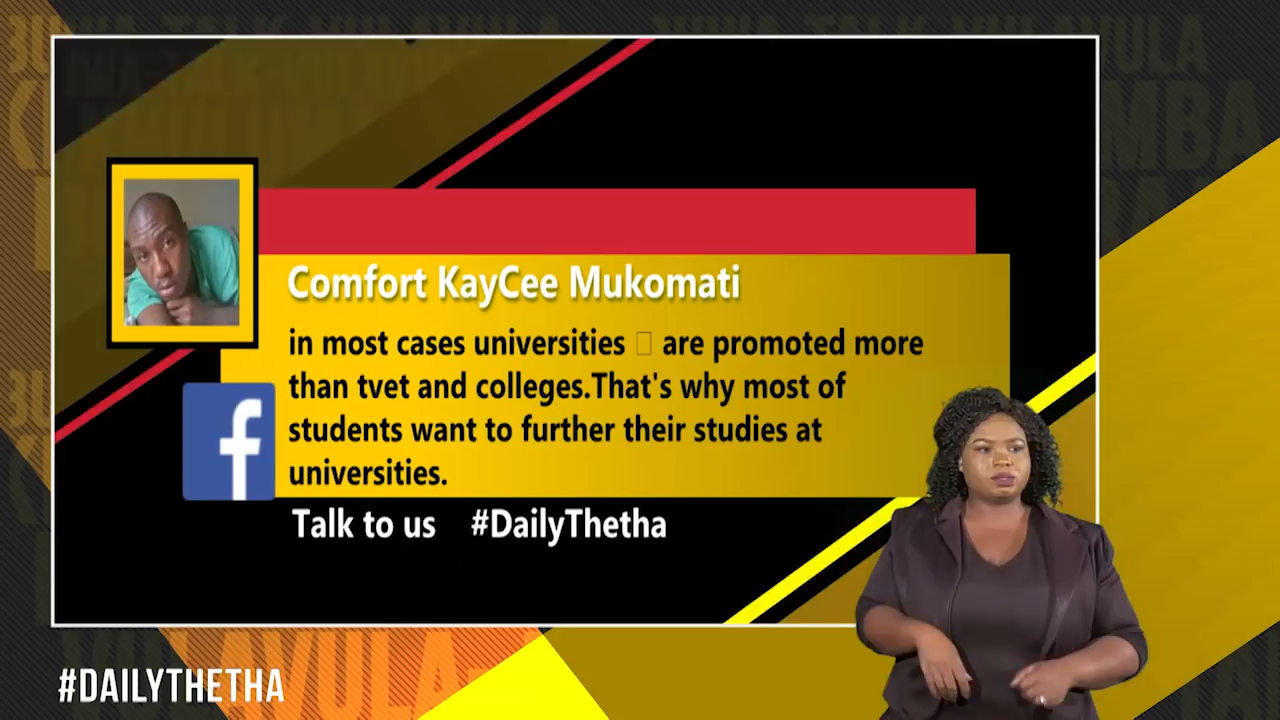 Comfort KayCee Mukomati
in most cases universities □ are promoted more
than tvet and colleges.That's why most of
students want to further their studies at
universities.
Talk to us #DailyThetha
#DAILYTHETHA